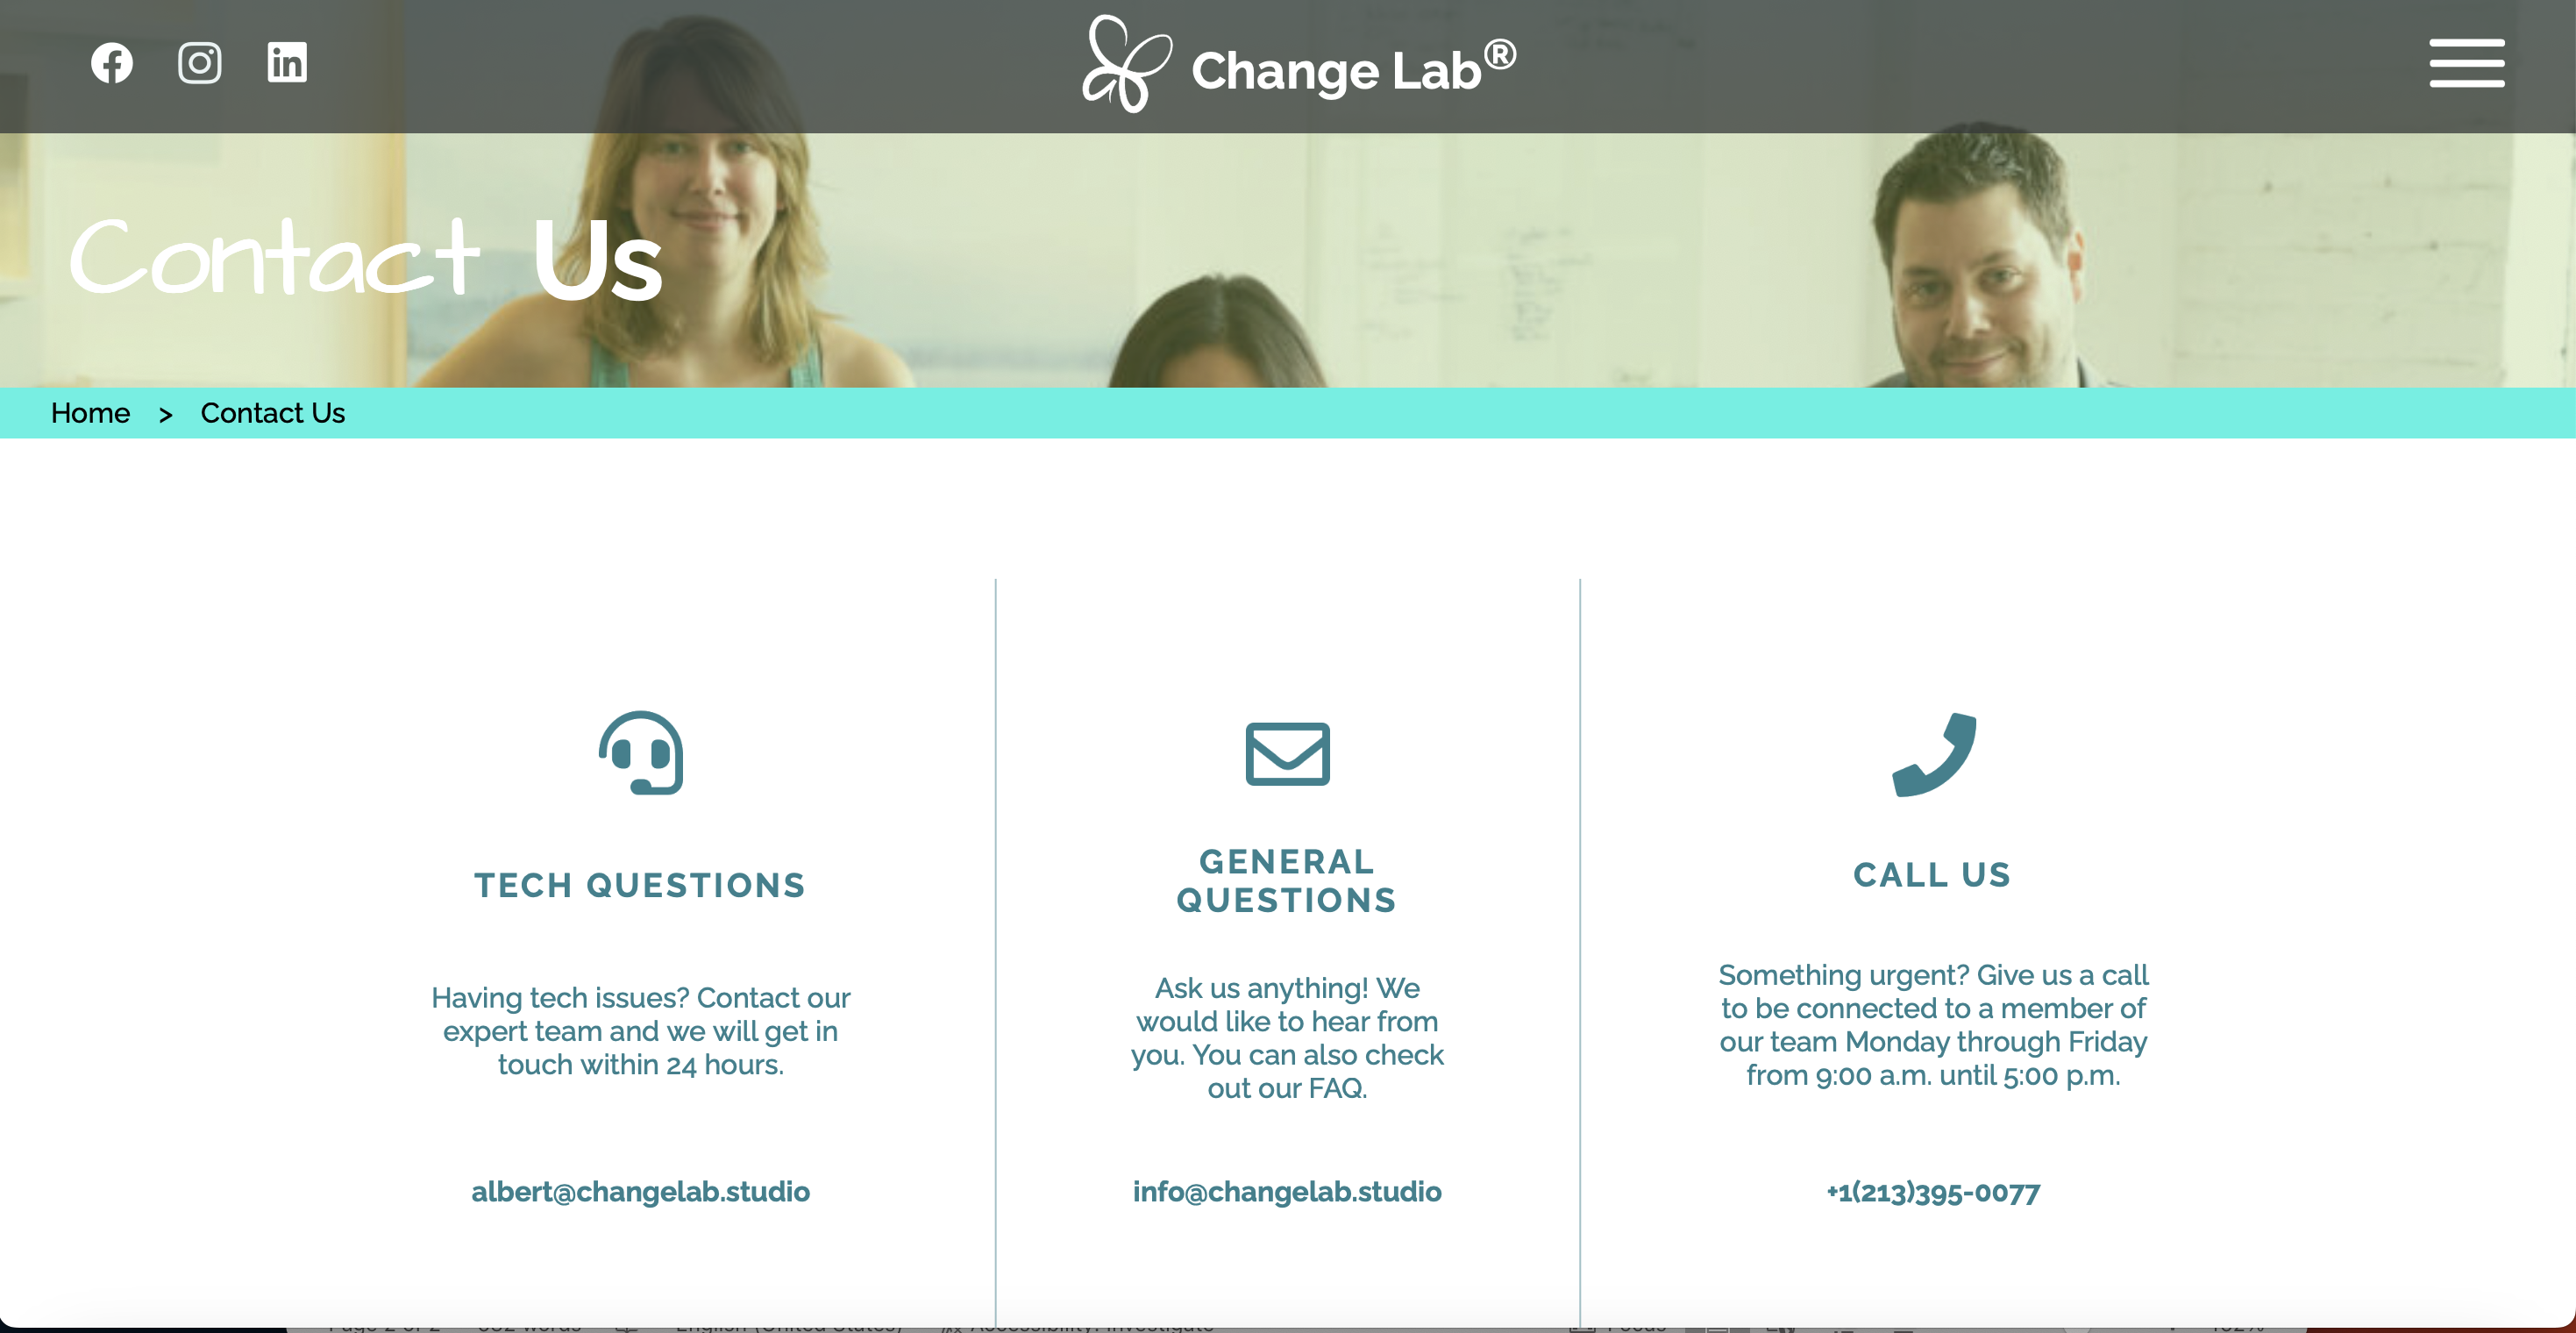 Change Lab®
Contact Us
Home > Contact Us
TECH QUESTIONS
Having tech issues? Contact our
expert team and we will get in
touch within 24 hours.
albert@changelab.studio
GENERAL
QUESTIONS
Ask us anything! We
would like to hear from
you. You can also check
out our FAQ.
info@changelab.studio
CALL US
Something urgent? Give us a call
to be connected to a member of
our team Monday through Friday
from 9:00 a.m. until 5:00 p.m.
+1(213)395-0077